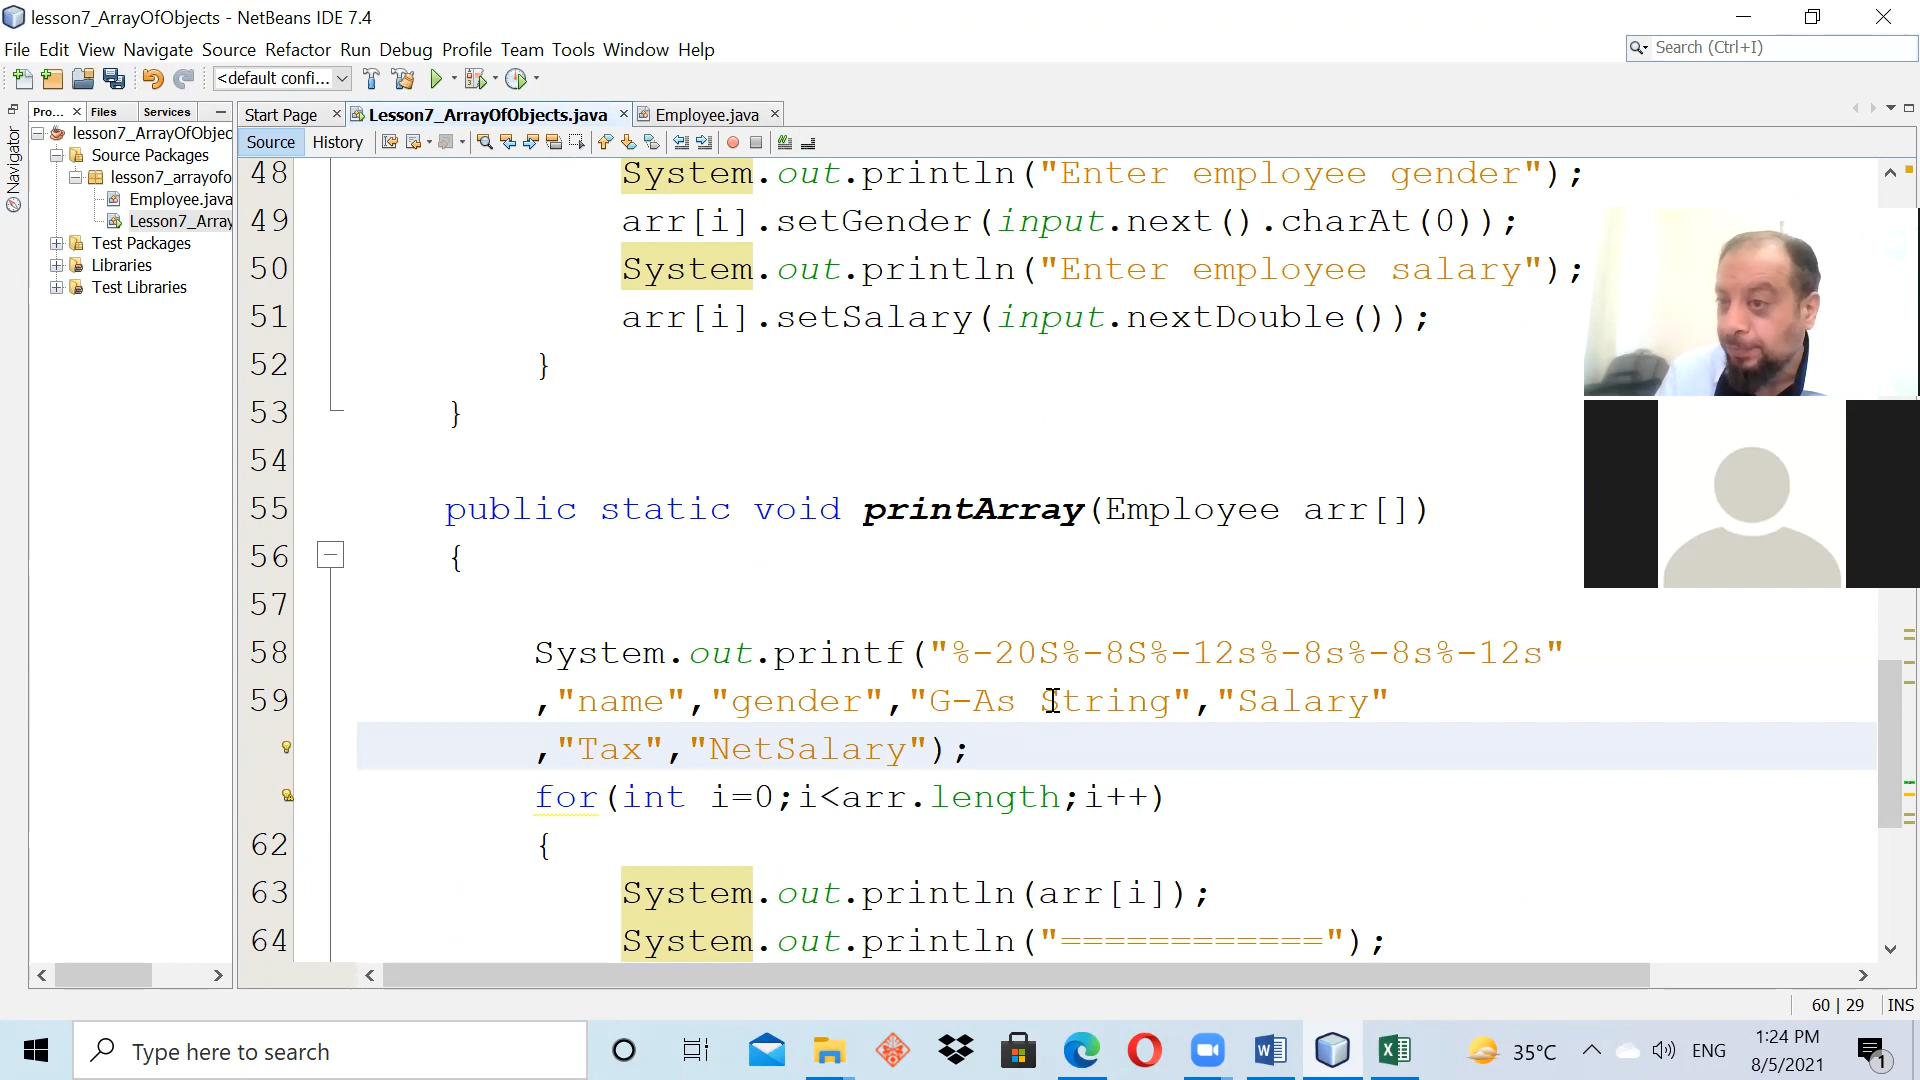 lesson7_ArrayOfObjects - NetBeans IDE 7.4
File Edit View Navigate Source Refactor Run Debug Profile Team Tools Window Help
Search (Ctrl+I)
<default confi...
Pro... Files Services
Start Page Lesson7_ArrayOfObjects.java Employee.java
Source History
Navigator
lesson7_ArrayOfObjec
Source Packages
lesson7_arrayofo
Employee.java
Lesson7_Array
Test Packages
Libraries
Test Libraries
48 System.out.println("Enter employee gender");
49 arr[i].setGender(input.next().charAt(0));
50 System.out.println("Enter employee salary");
51 arr[i].setSalary(input.nextDouble());
52 }
53 }
54
55 public static void printArray(Employee arr[])
56 {
57
58 System.out.printf("%-20S%-8S%-12s%-8s%-8s%-12s"
59 ,"name","gender","G-As String","Salary"
,"Tax","NetSalary");
for(int i=0;i<arr.length;i++)
62 {
63 System.out.println(arr[i]);
64 System.out.println("============");
60 | 29 INS
Type here to search
35°C
ENG
1:24 PM
8/5/2021
1